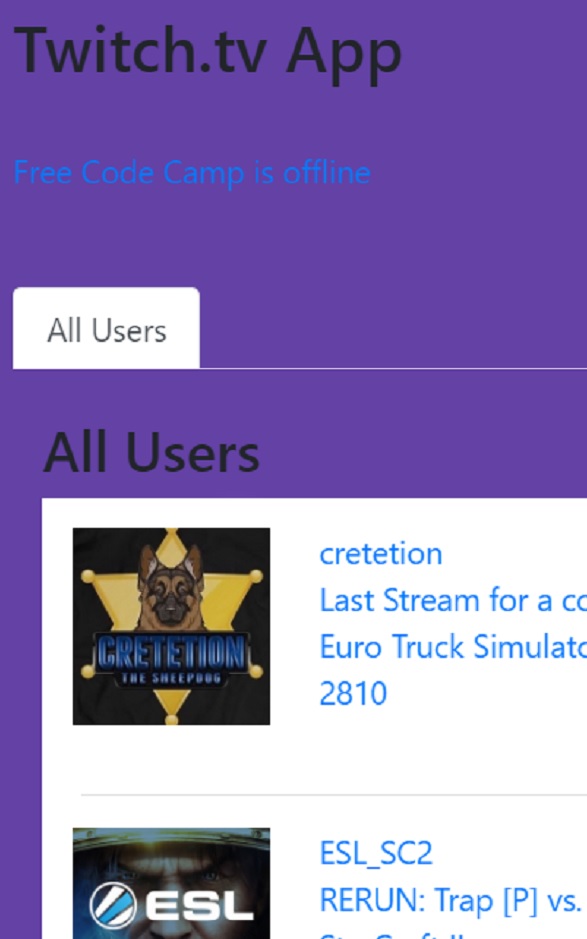 Twitch.tv App
Free Code Camp is offline
All Users
All Users
CRETETION
THE SHEEPDOG
cretetion
Last Stream for a co
Euro Truck Simulato
2810
ESL
ESL_SC2
RERUN: Trap [P] vs.